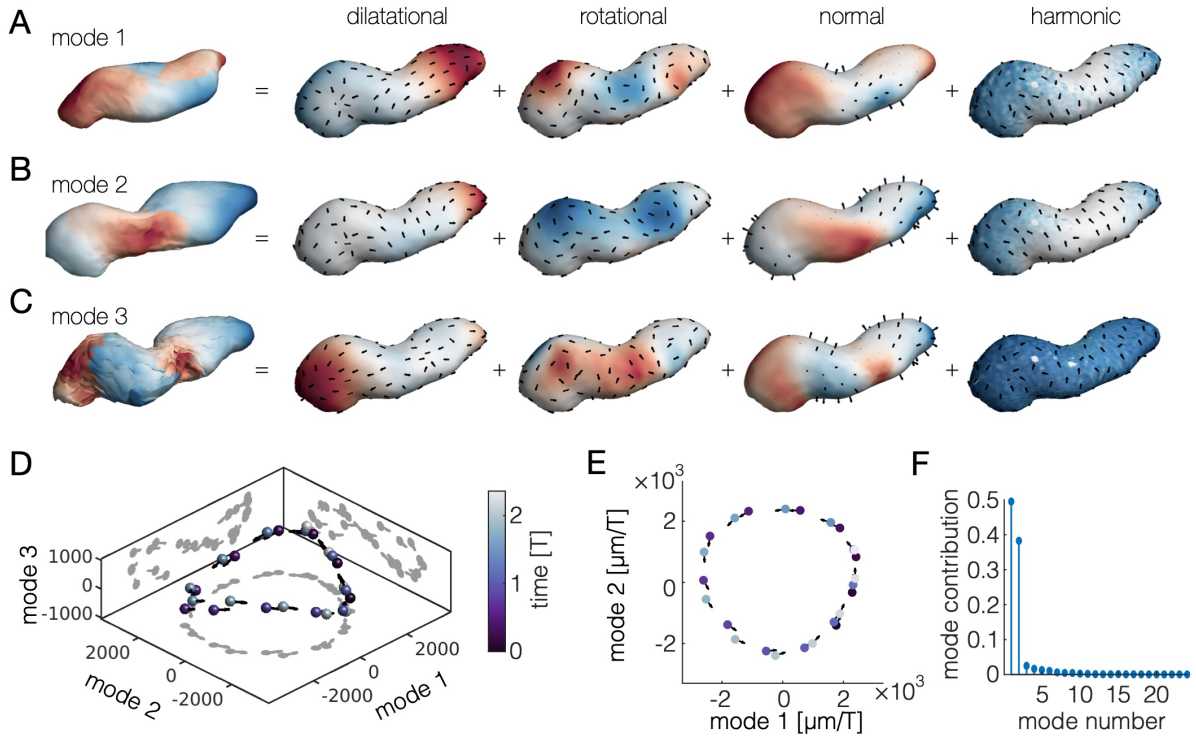 A
dilatational
rotational
normal
harmonic
mode 1
=
+
+
+
B
mode 2
=
+
+
+
C
mode 3
=
+
+
+
D
mode 3
1000
0
-1000
2000
0
-2000
mode 2
-2000
0
2000
mode 1
2
1
0
time [T]
E
×10³
2
0
-2
mode 2 [µm/T]
-2
0
2
×10³
mode 1 [µm/T]
F
mode contribution
0.5
0.4
0.3
0.2
0.1
0
5
10
15
20
mode number